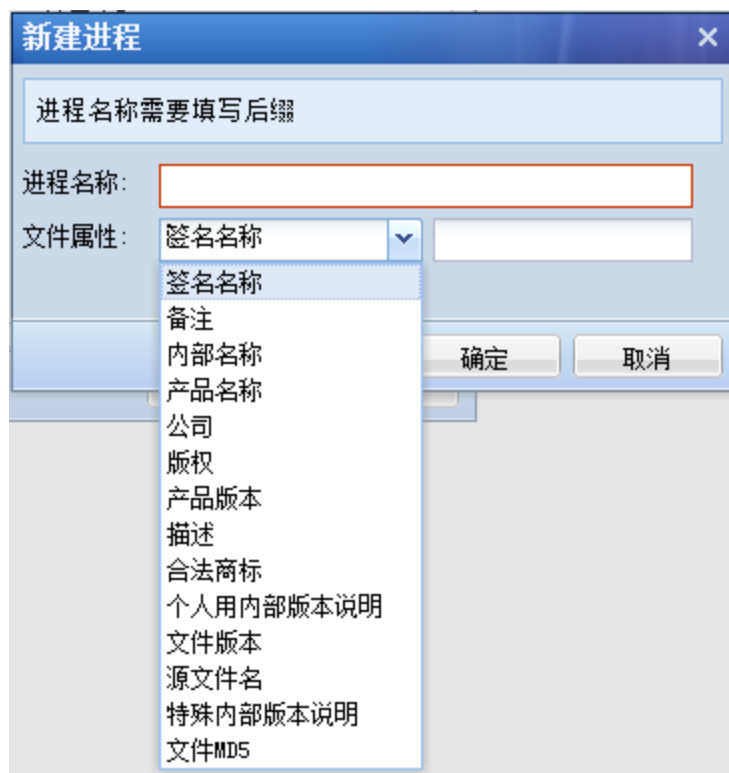 新建进程
进程名称需要填写后缀
进程名称:
文件属性: 签名名称
签名名称
备注
内部名称
确定 取消
产品名称
公司
版权
产品版本
描述
合法商标
个人用内部版本说明
文件版本
源文件名
特殊内部版本说明
文件MD5